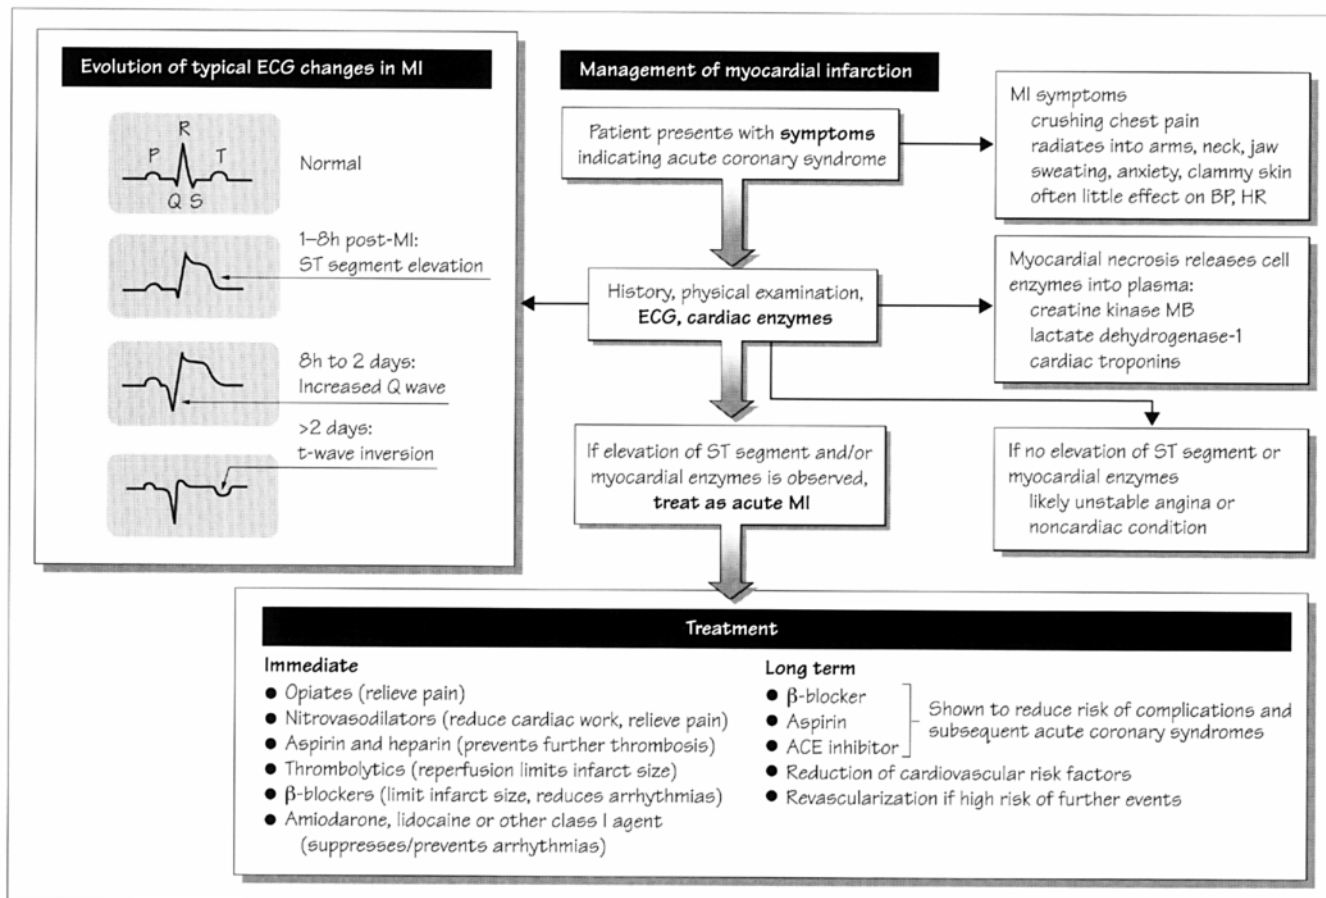 Evolution of typical ECG changes in MI
R
P
T
Q S
Normal
1–8h post-MI:
ST segment elevation
8h to 2 days:
Increased Q wave
>2 days:
t-wave inversion
Management of myocardial infarction
Patient presents with symptoms
indicating acute coronary syndrome
MI symptoms
crushing chest pain
radiates into arms, neck, jaw
sweating, anxiety, clammy skin
often little effect on BP, HR
History, physical examination,
ECG, cardiac enzymes
Myocardial necrosis releases cell
enzymes into plasma:
creatine kinase MB
lactate dehydrogenase-1
cardiac troponins
If elevation of ST segment and/or
myocardial enzymes is observed,
treat as acute MI
If no elevation of ST segment or
myocardial enzymes
likely unstable angina or
noncardiac condition
Treatment
Immediate
● Opiates (relieve pain)
● Nitrovasodilators (reduce cardiac work, relieve pain)
● Aspirin and heparin (prevents further thrombosis)
● Thrombolytics (reperfusion limits infarct size)
● β-blockers (limit infarct size, reduces arrhythmias)
● Amiodarone, lidocaine or other class I agent
(suppresses/prevents arrhythmias)
Long term
● β-blocker
● Aspirin
● ACE inhibitor
Shown to reduce risk of complications and
subsequent acute coronary syndromes
● Reduction of cardiovascular risk factors
● Revascularization if high risk of further events